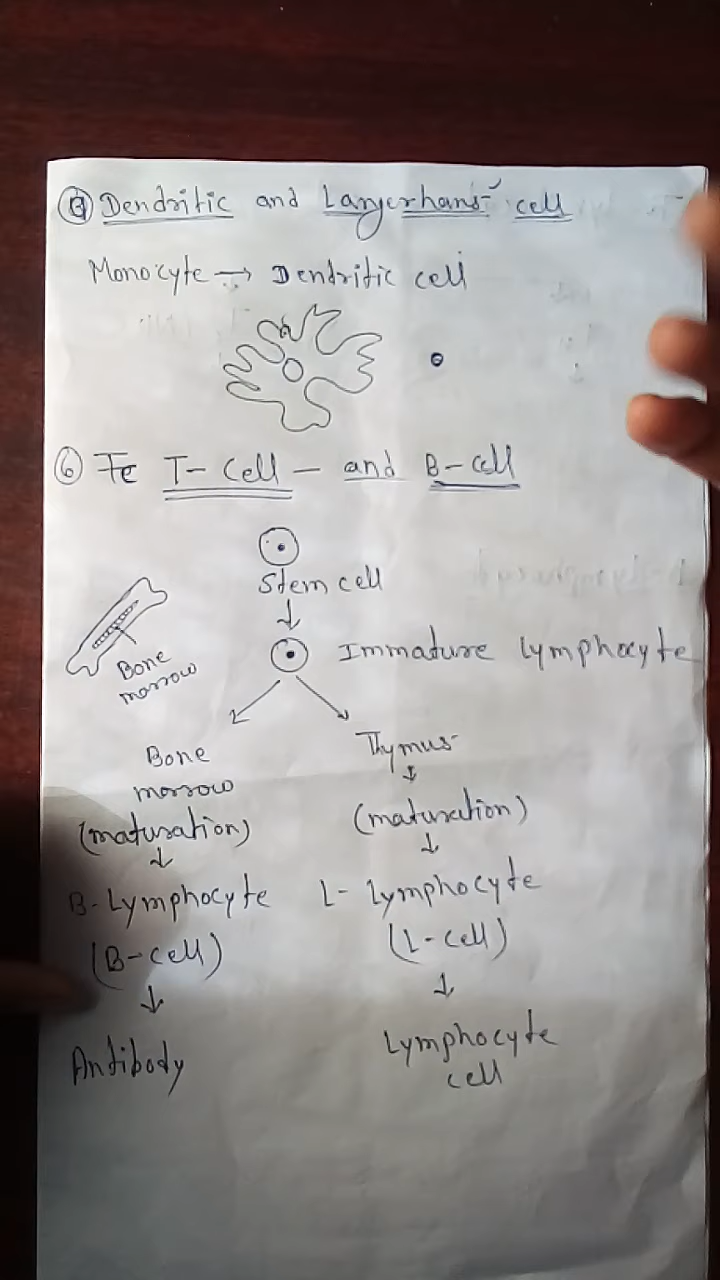 Dendritic and Langerhans cell
Monocyte → Dendritic cell
⑥ Fe T-Cell - and B-cell
Stem cell
↓
Bone marrow
Immature Lymphocyte
Bone marrow Thymus
↓
(maturation) (maturation)
↓ ↓
B-Lymphocyte L-Lymphocyte
(B-cell) (L-cell)
↓ ↓
Antibody Lymphocyte cell